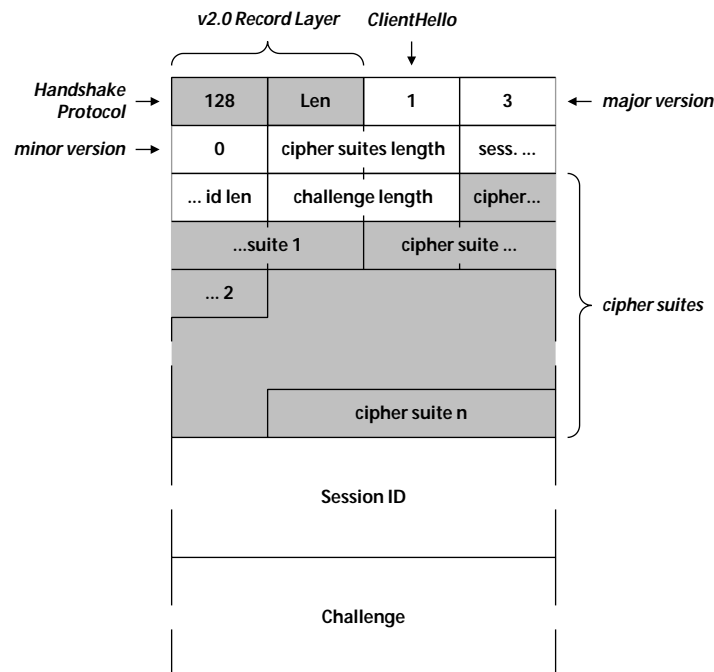 v2.0 Record Layer
ClientHello
Handshake
Protocol
128
Len
1
3
major version
minor version
0
cipher suites length
sess. ...
... id len
challenge length
cipher...
...suite 1
cipher suite ...
... 2
cipher suites
cipher suite n
Session ID
Challenge